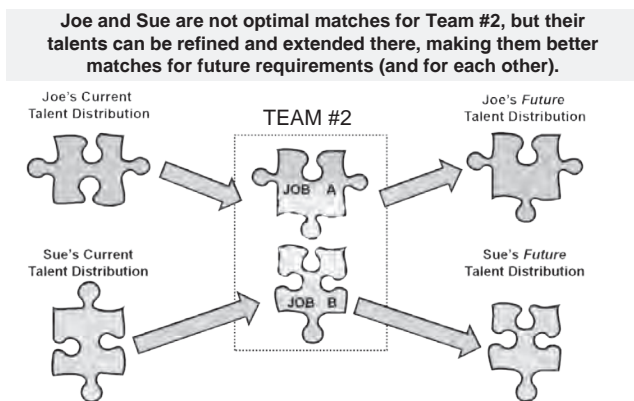 Joe and Sue are not optimal matches for Team #2, but their
talents can be refined and extended there, making them better
matches for future requirements (and for each other).
Joe's Current
Talent Distribution
TEAM #2
Joe's Future
Talent Distribution
JOB A
Sue's Current
Talent Distribution
Sue's Future
Talent Distribution
JOB B